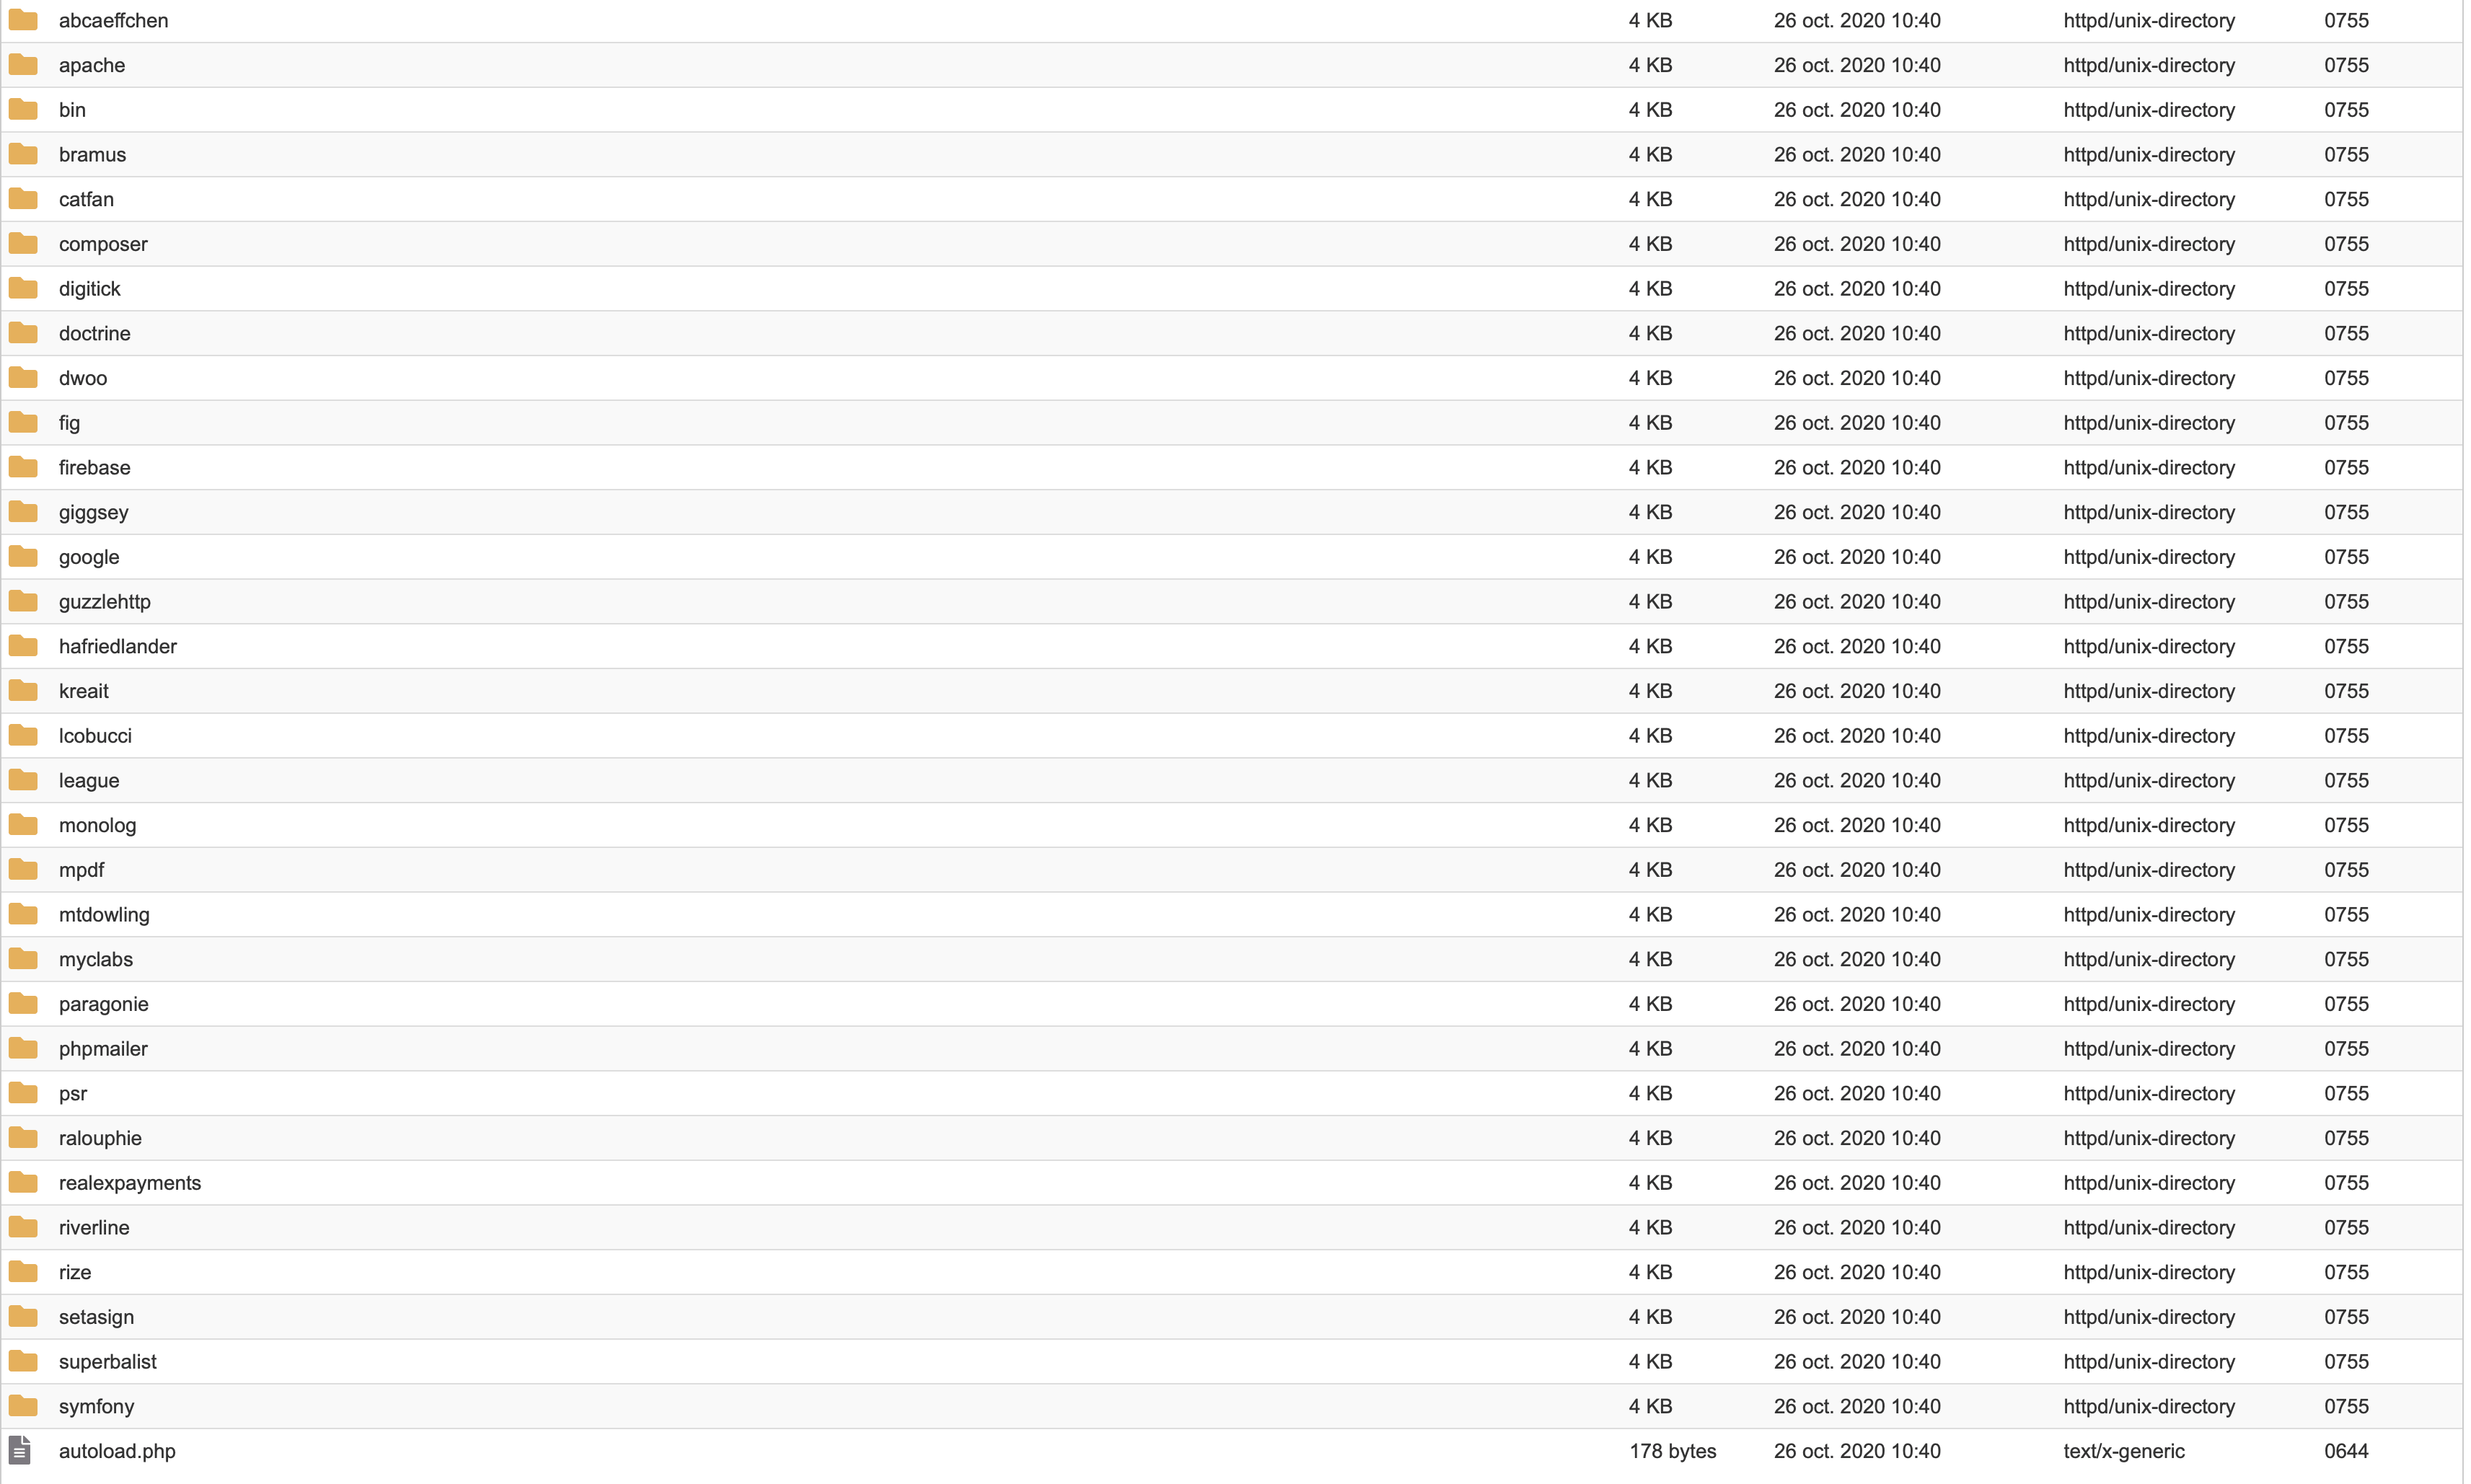 abcaeffchen 4 KB 26 oct. 2020 10:40 httpd/unix-directory 0755
apache 4 KB 26 oct. 2020 10:40 httpd/unix-directory 0755
bin 4 KB 26 oct. 2020 10:40 httpd/unix-directory 0755
bramus 4 KB 26 oct. 2020 10:40 httpd/unix-directory 0755
catfan 4 KB 26 oct. 2020 10:40 httpd/unix-directory 0755
composer 4 KB 26 oct. 2020 10:40 httpd/unix-directory 0755
digitick 4 KB 26 oct. 2020 10:40 httpd/unix-directory 0755
doctrine 4 KB 26 oct. 2020 10:40 httpd/unix-directory 0755
dwoo 4 KB 26 oct. 2020 10:40 httpd/unix-directory 0755
fig 4 KB 26 oct. 2020 10:40 httpd/unix-directory 0755
firebase 4 KB 26 oct. 2020 10:40 httpd/unix-directory 0755
giggsey 4 KB 26 oct. 2020 10:40 httpd/unix-directory 0755
google 4 KB 26 oct. 2020 10:40 httpd/unix-directory 0755
guzzlehttp 4 KB 26 oct. 2020 10:40 httpd/unix-directory 0755
hafriedlander 4 KB 26 oct. 2020 10:40 httpd/unix-directory 0755
kreait 4 KB 26 oct. 2020 10:40 httpd/unix-directory 0755
lcobucci 4 KB 26 oct. 2020 10:40 httpd/unix-directory 0755
league 4 KB 26 oct. 2020 10:40 httpd/unix-directory 0755
monolog 4 KB 26 oct. 2020 10:40 httpd/unix-directory 0755
mpdf 4 KB 26 oct. 2020 10:40 httpd/unix-directory 0755
mtdowling 4 KB 26 oct. 2020 10:40 httpd/unix-directory 0755
myclabs 4 KB 26 oct. 2020 10:40 httpd/unix-directory 0755
paragonie 4 KB 26 oct. 2020 10:40 httpd/unix-directory 0755
phpmailer 4 KB 26 oct. 2020 10:40 httpd/unix-directory 0755
psr 4 KB 26 oct. 2020 10:40 httpd/unix-directory 0755
ralouphie 4 KB 26 oct. 2020 10:40 httpd/unix-directory 0755
realexpayments 4 KB 26 oct. 2020 10:40 httpd/unix-directory 0755
riverline 4 KB 26 oct. 2020 10:40 httpd/unix-directory 0755
rize 4 KB 26 oct. 2020 10:40 httpd/unix-directory 0755
setasign 4 KB 26 oct. 2020 10:40 httpd/unix-directory 0755
superbalist 4 KB 26 oct. 2020 10:40 httpd/unix-directory 0755
symfony 4 KB 26 oct. 2020 10:40 httpd/unix-directory 0755
autoload.php 178 bytes 26 oct. 2020 10:40 text/x-generic 0644